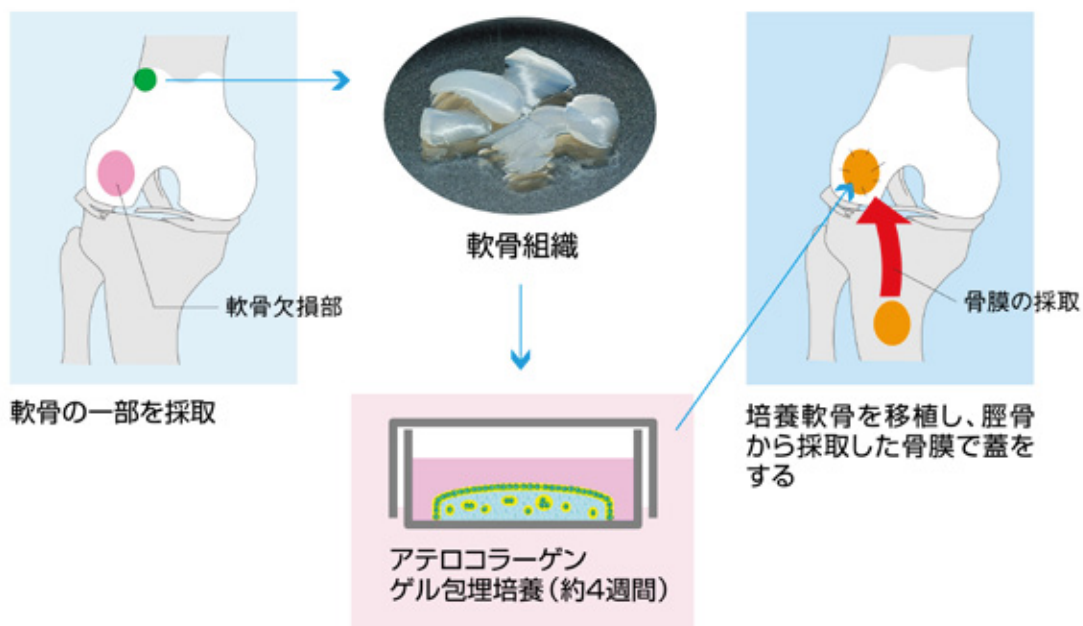 軟骨欠損部
軟骨の一部を採取
軟骨組織
アテロコラーゲン
ゲル包埋培養（約4週間）
骨膜の採取
培養軟骨を移植し、脛骨
から採取した骨膜で蓋を
する